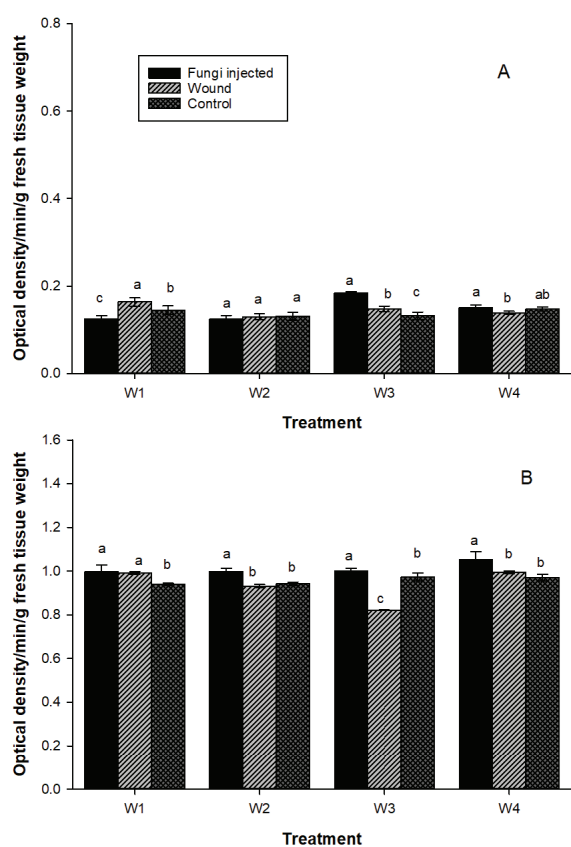 0.8
A
Fungi injected
Wound
Control
0.6
0.4
0.2
0.0
Optical density/min/g fresh tissue weight
c a b
a a a
a b c
a b ab
W1 W2 W3 W4
Treatment
1.6
B
1.4
1.2
1.0
0.8
0.6
0.4
0.2
0.0
Optical density/min/g fresh tissue weight
a a b
a b b
a c b
a b b
W1 W2 W3 W4
Treatment